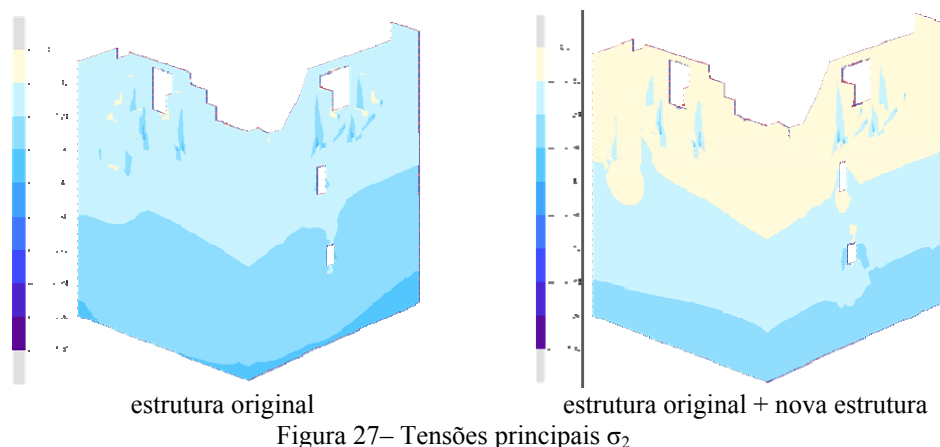 estrutura original
estrutura original + nova estrutura
Figura 27– Tensões principais σ₂